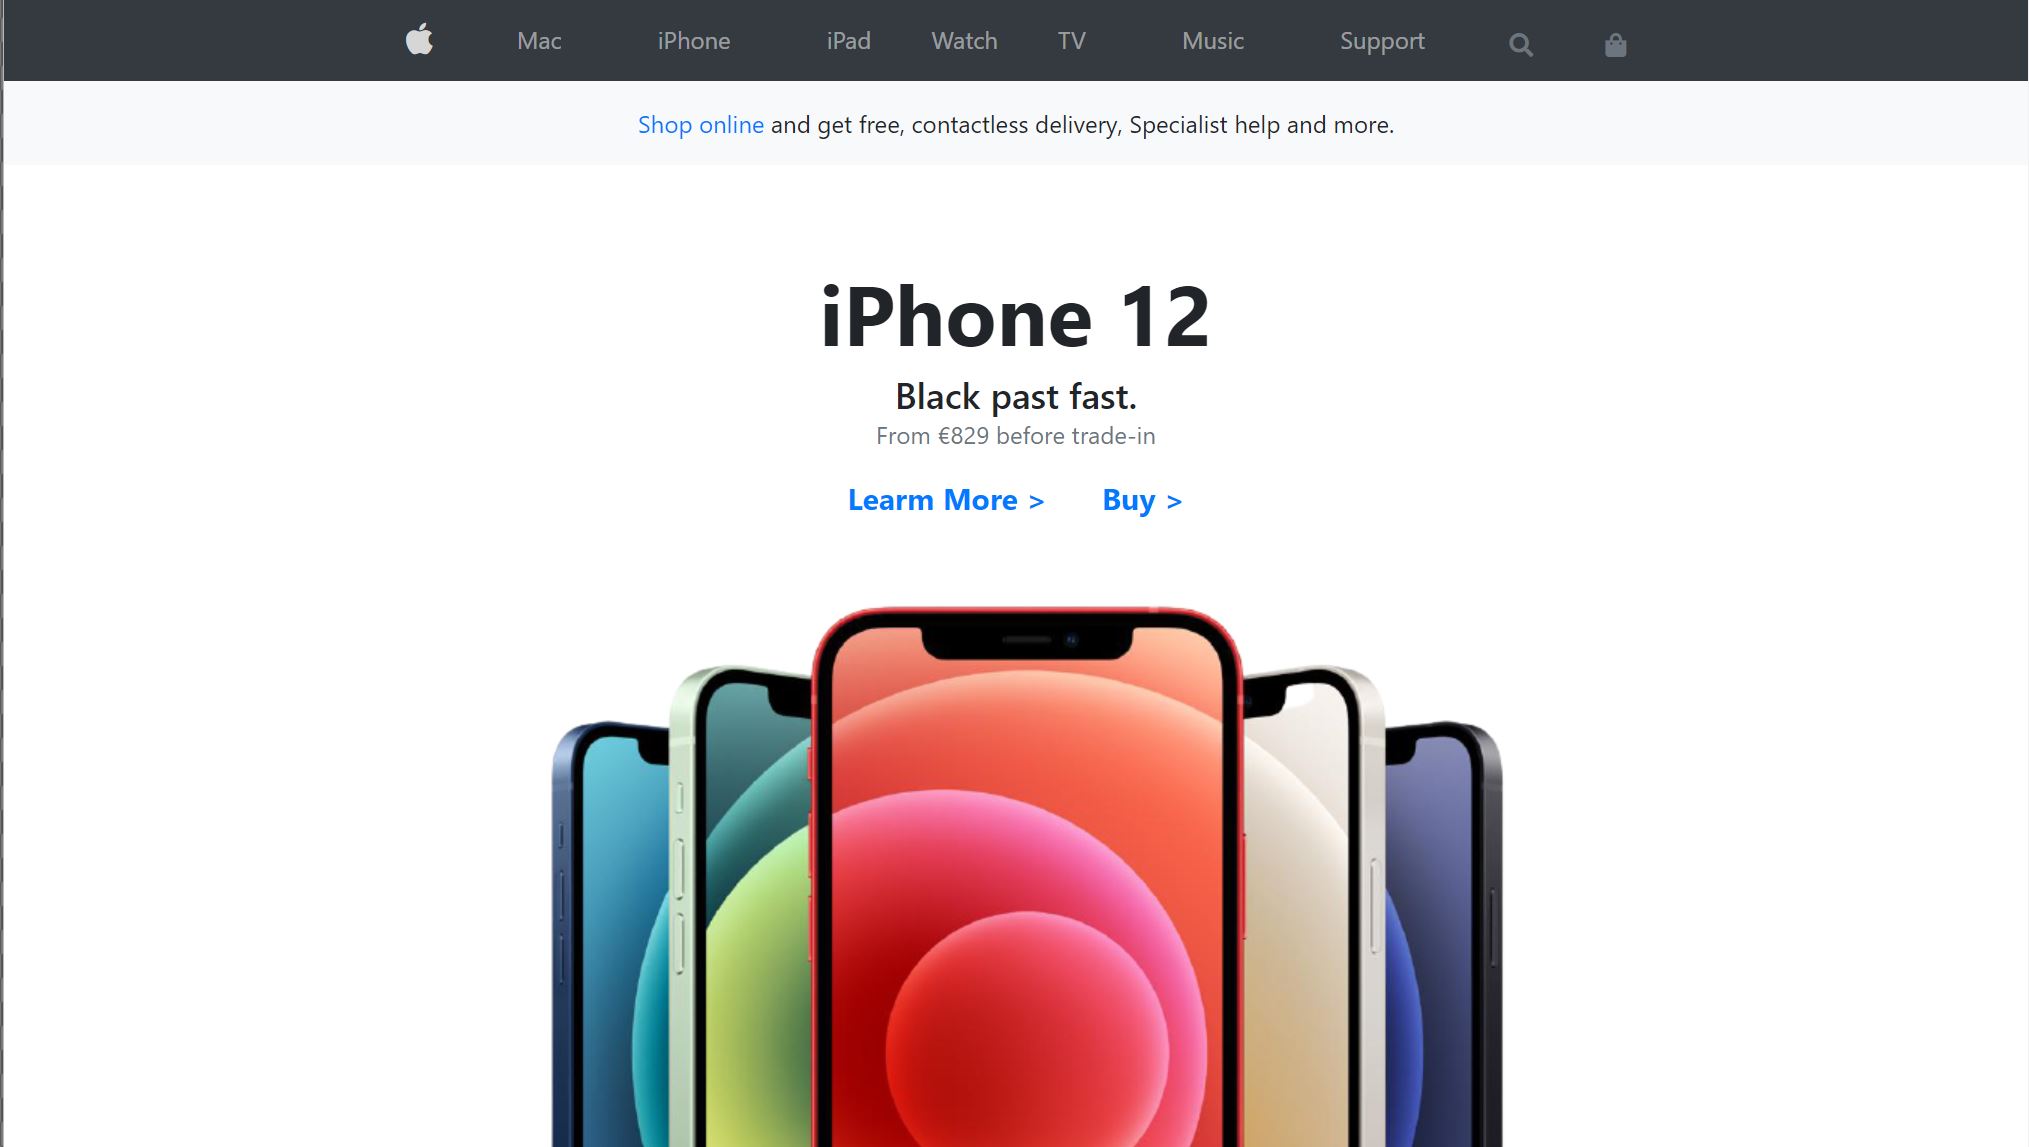 Mac iPhone iPad Watch TV Music Support
Shop online and get free, contactless delivery, Specialist help and more.
iPhone 12
Black past fast.
From €829 before trade-in
Learm More > Buy >